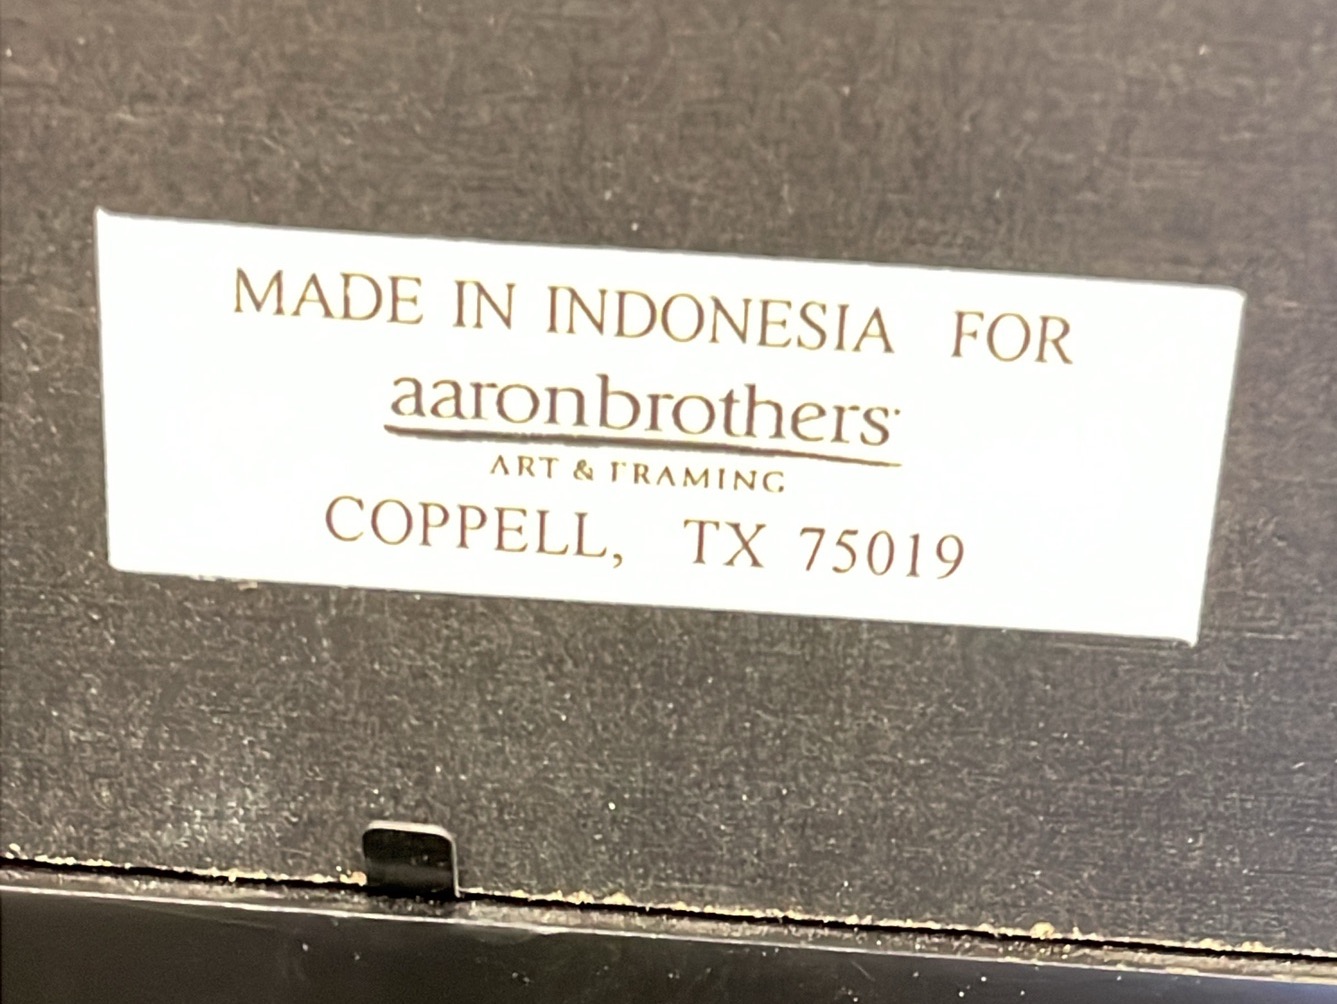 MADE IN INDONESIA FOR
aaronbrothers
ART & FRAMING
COPPELL, TX 75019